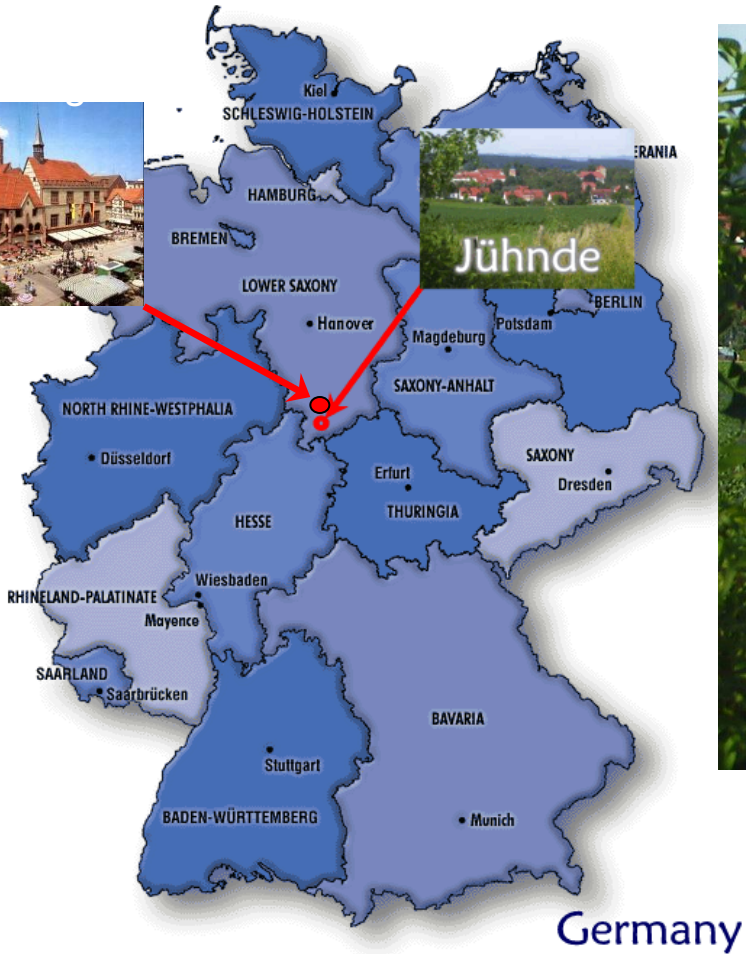 Kiel
SCHLESWIG-HOLSTEIN
ERANIA
HAMBURG
BREMEN
Jühnde
LOWER SAXONY
BERLIN
Hanover
Potsdam
Magdeburg
SAXONY-ANHALT
NORTH RHINE-WESTPHALIA
Düsseldorf
SAXONY
Erfurt
Dresden
THURINGIA
HESSE
Wiesbaden
RHINELAND-PALATINATE
Mayence
SAARLAND
Saarbrücken
BAVARIA
Stuttgart
BADEN-WÜRTTEMBERG
Munich
Germany